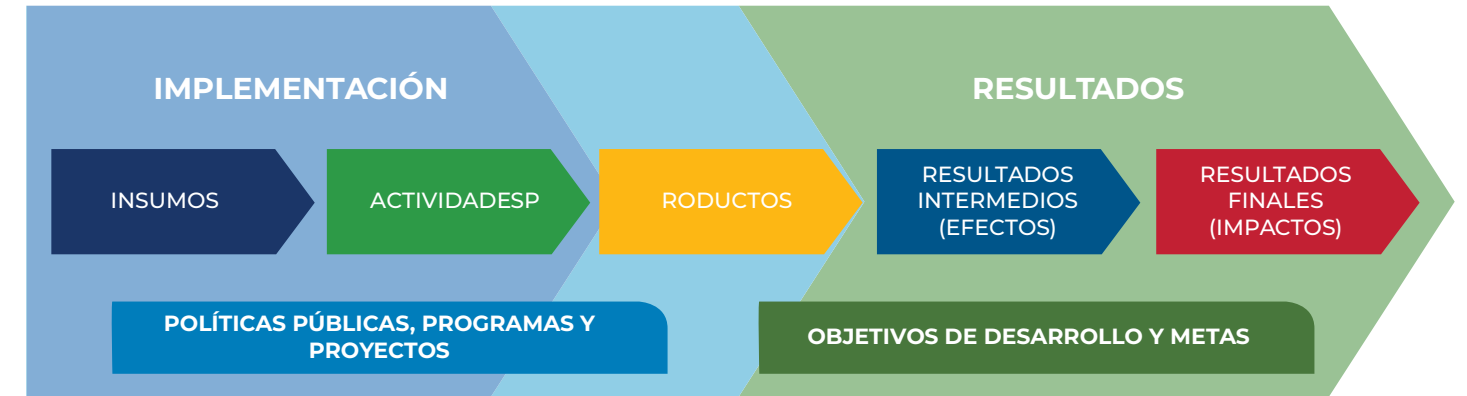 IMPLEMENTACIÓN
RESULTADOS
INSUMOS
ACTIVIDADESP
RODUCTOS
RESULTADOS
INTERMEDIOS
(EFECTOS)
RESULTADOS
FINALES
(IMPACTOS)
POLÍTICAS PÚBLICAS, PROGRAMAS Y
PROYECTOS
OBJETIVOS DE DESARROLLO Y METAS